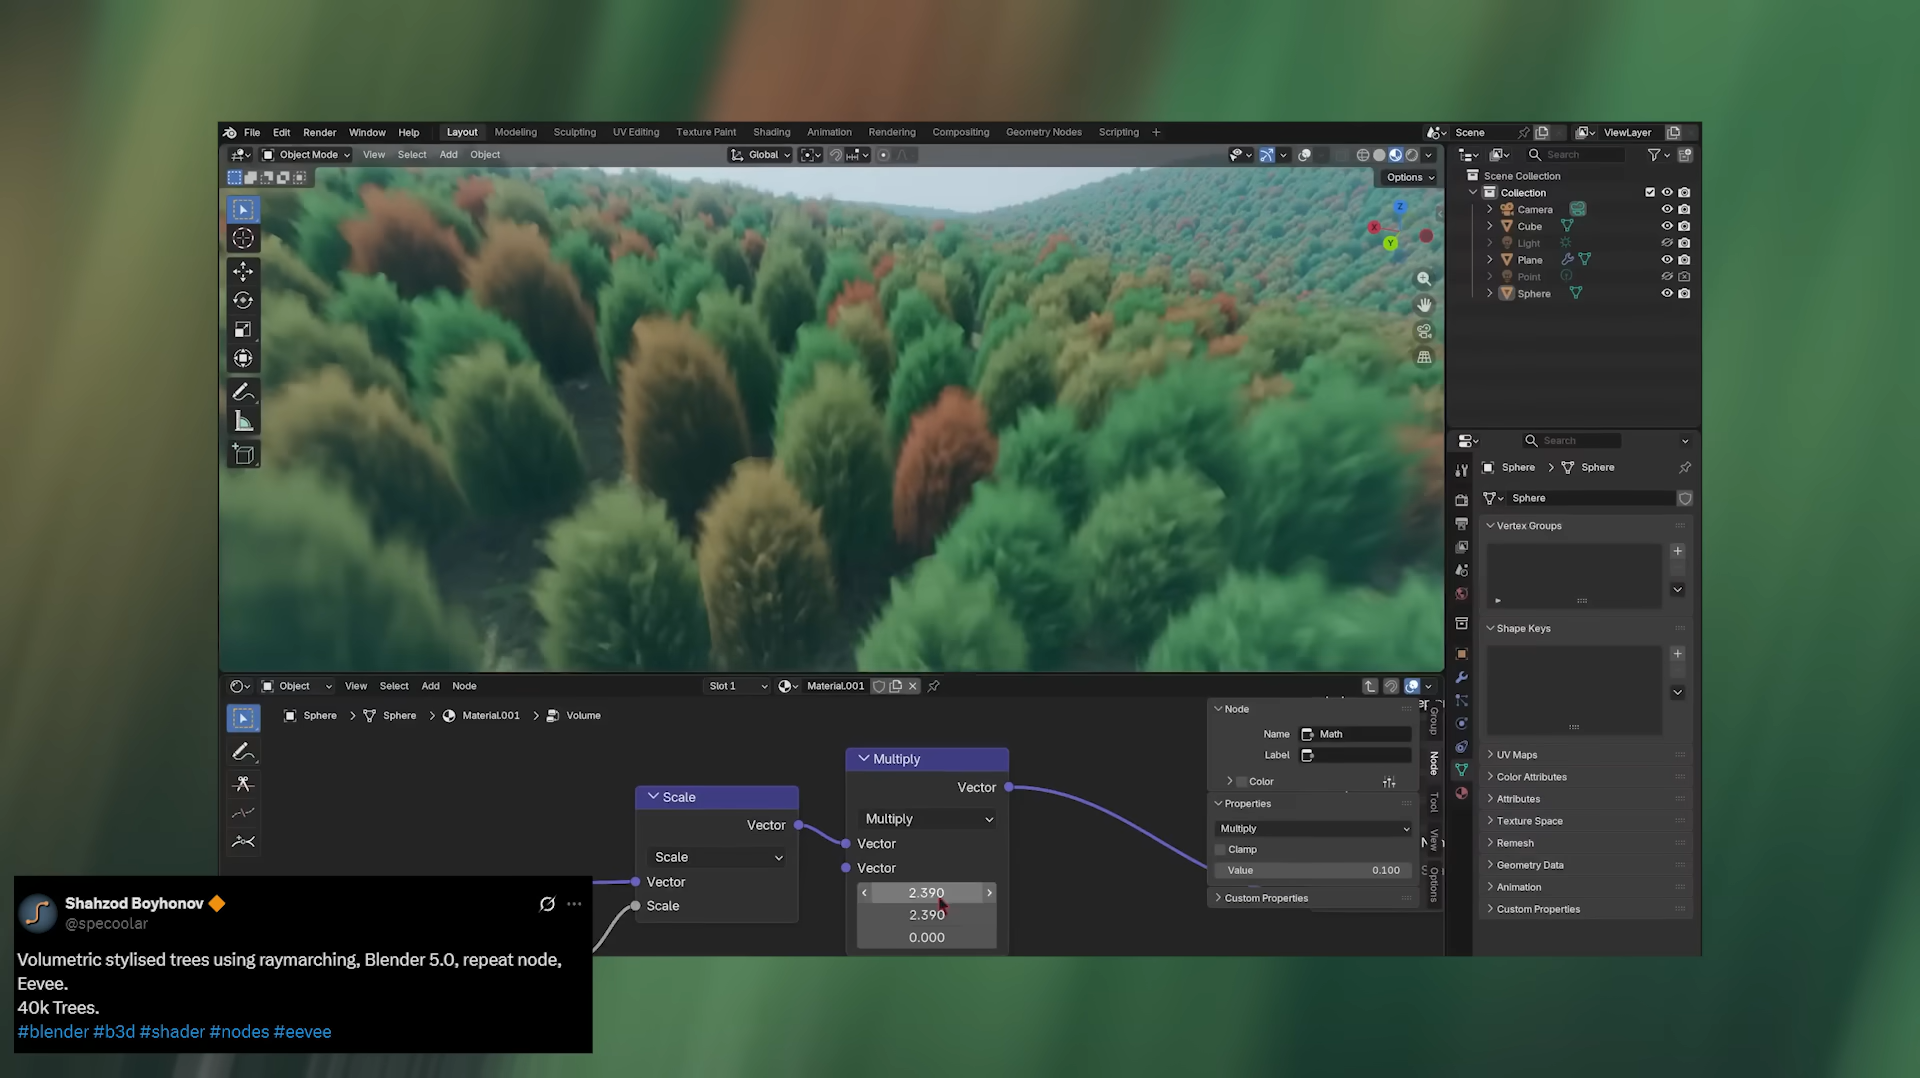 File Edit Render Window Help Layout Modeling Sculpting UV Editing Texture Paint Shading Animation Rendering Compositing Geometry Nodes Scripting + Scene ViewLayer
Object Mode View Select Add Object Global Search
Options
Scene Collection
Collection
Camera
Cube
Light
Plane
Point
Sphere
Search
Sphere > Sphere
Sphere
Vertex Groups
Shape Keys
UV Maps
Color Attributes
Attributes
Texture Space
Remesh
Geometry Data
Animation
Custom Properties
X
Y
Z
Object View Select Add Node Slot 1 Material.001
Sphere > Sphere > Material.001 > Volume
Scale
Vector
Scale
Vector
Scale
Multiply
Vector
Multiply
Vector
Vector
2.390
2.390
0.000
Node
Name Math
Label
Color
Properties
Multiply
Clamp
Value 0.100
Custom Properties
Group
Node
Tool
View
Options
Shahzod Boyhonov
@specoolar
Volumetric stylised trees using raymarching, Blender 5.0, repeat node,
Eevee.
40k Trees.
#blender #b3d #shader #nodes #eevee